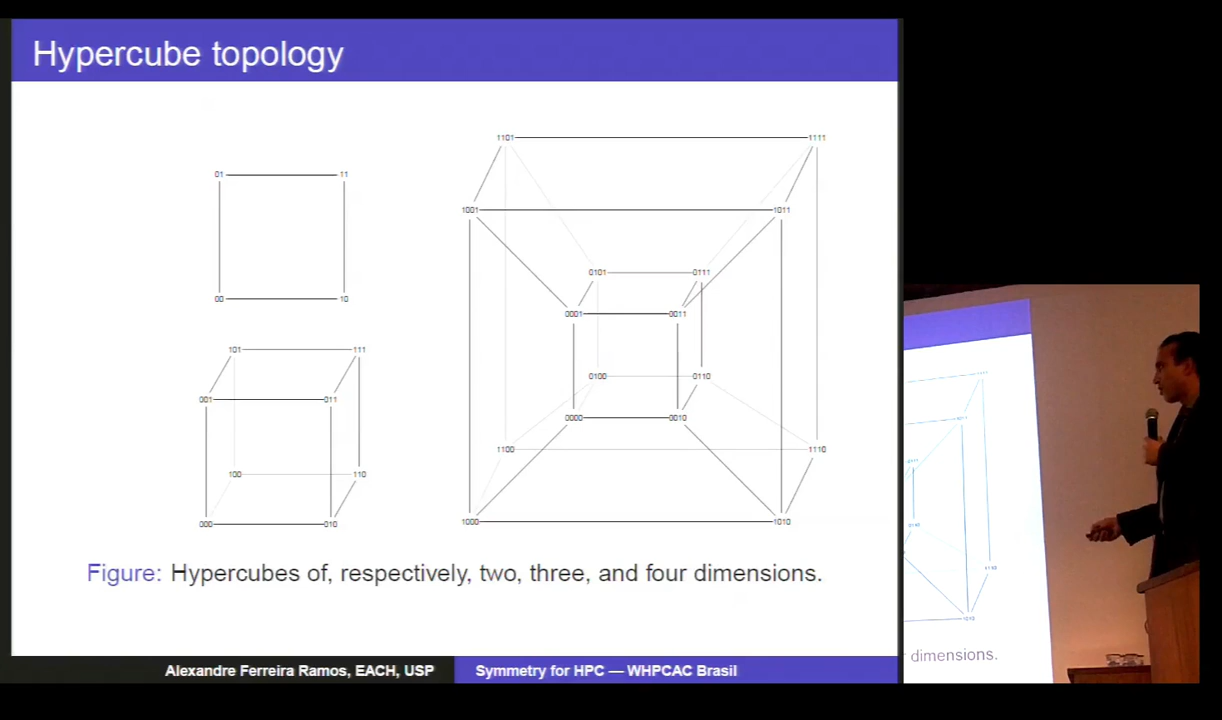 Hypercube topology
01 11
00 10
101 111
001 011
100 110
000 010
1101 1111
1001 1011
0101 0111
0001 0011
0100 0110
0000 0010
1100 1110
1000 1010
Figure: Hypercubes of, respectively, two, three, and four dimensions.
Alexandre Ferreira Ramos, EACH, USP
Symmetry for HPC — WHPCAC Brasil
dimensions.